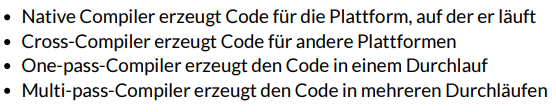 • Native Compiler erzeugt Code für die Plattform, auf der er läuft
• Cross-Compiler erzeugt Code für andere Plattformen
• One-pass-Compiler erzeugt den Code in einem Durchlauf
• Multi-pass-Compiler erzeugt den Code in mehreren Durchläufen